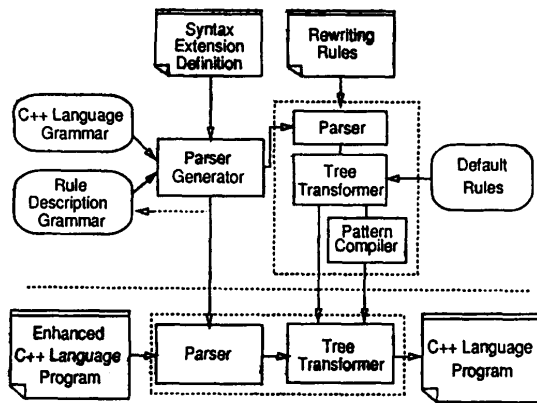 Syntax
Extension
Definition
Rewriting
Rules
C++ Language
Grammar
Parser
Generator
Rule
Description
Grammar
Parser
Tree
Transformer
Default
Rules
Pattern
Compiler
Enhanced
C++ Language
Program
Parser
Tree
Transformer
C++ Language
Program